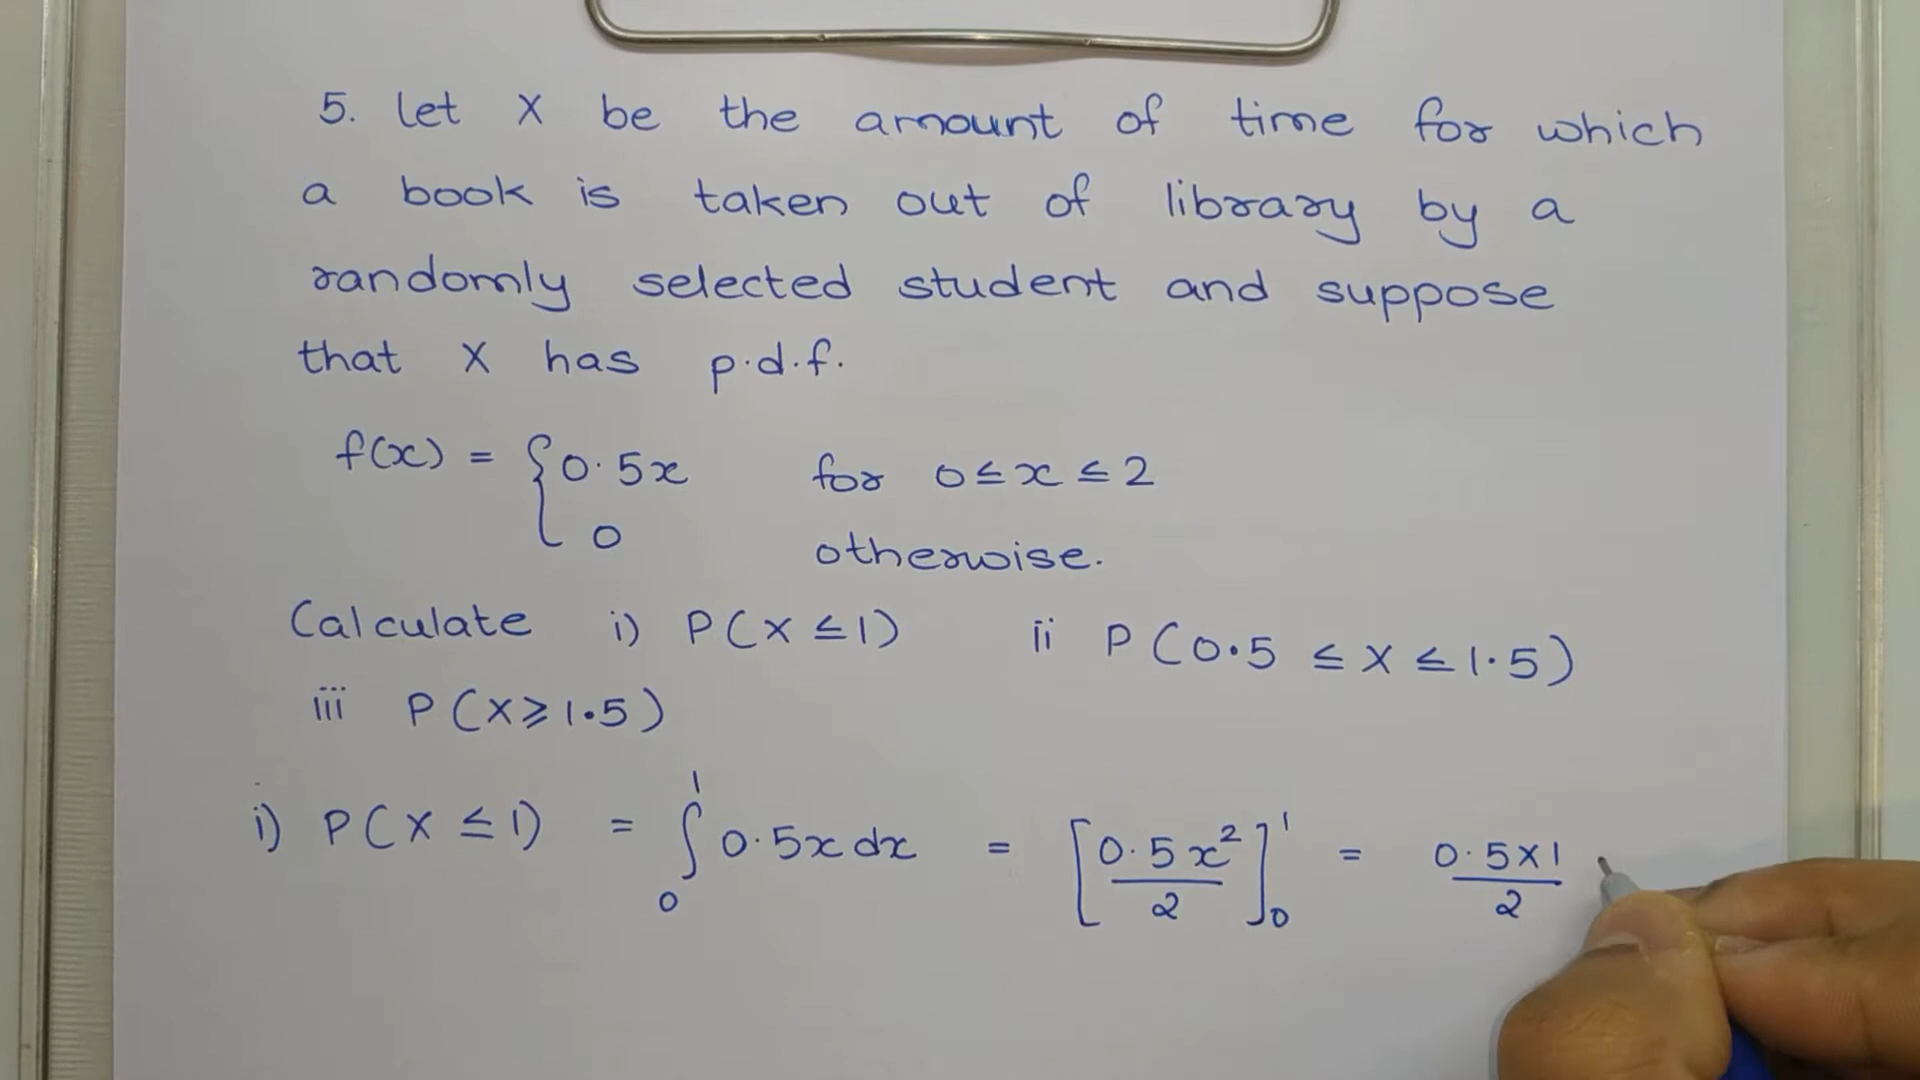 5. let X be the amount of time for which
a book is taken out of library by a
randomly selected student and suppose
that X has p.d.f.
f(x) = { 0.5x for 0 ≤ x ≤ 2
0 otherwise.
Calculate i) P(X ≤ 1) ii P(0.5 ≤ X ≤ 1.5)
iii P(X ≥ 1.5)
i) P(X ≤ 1) = ∫₀¹ 0.5x dx = [0.5x²/2]₀¹ = 0.5×1/2